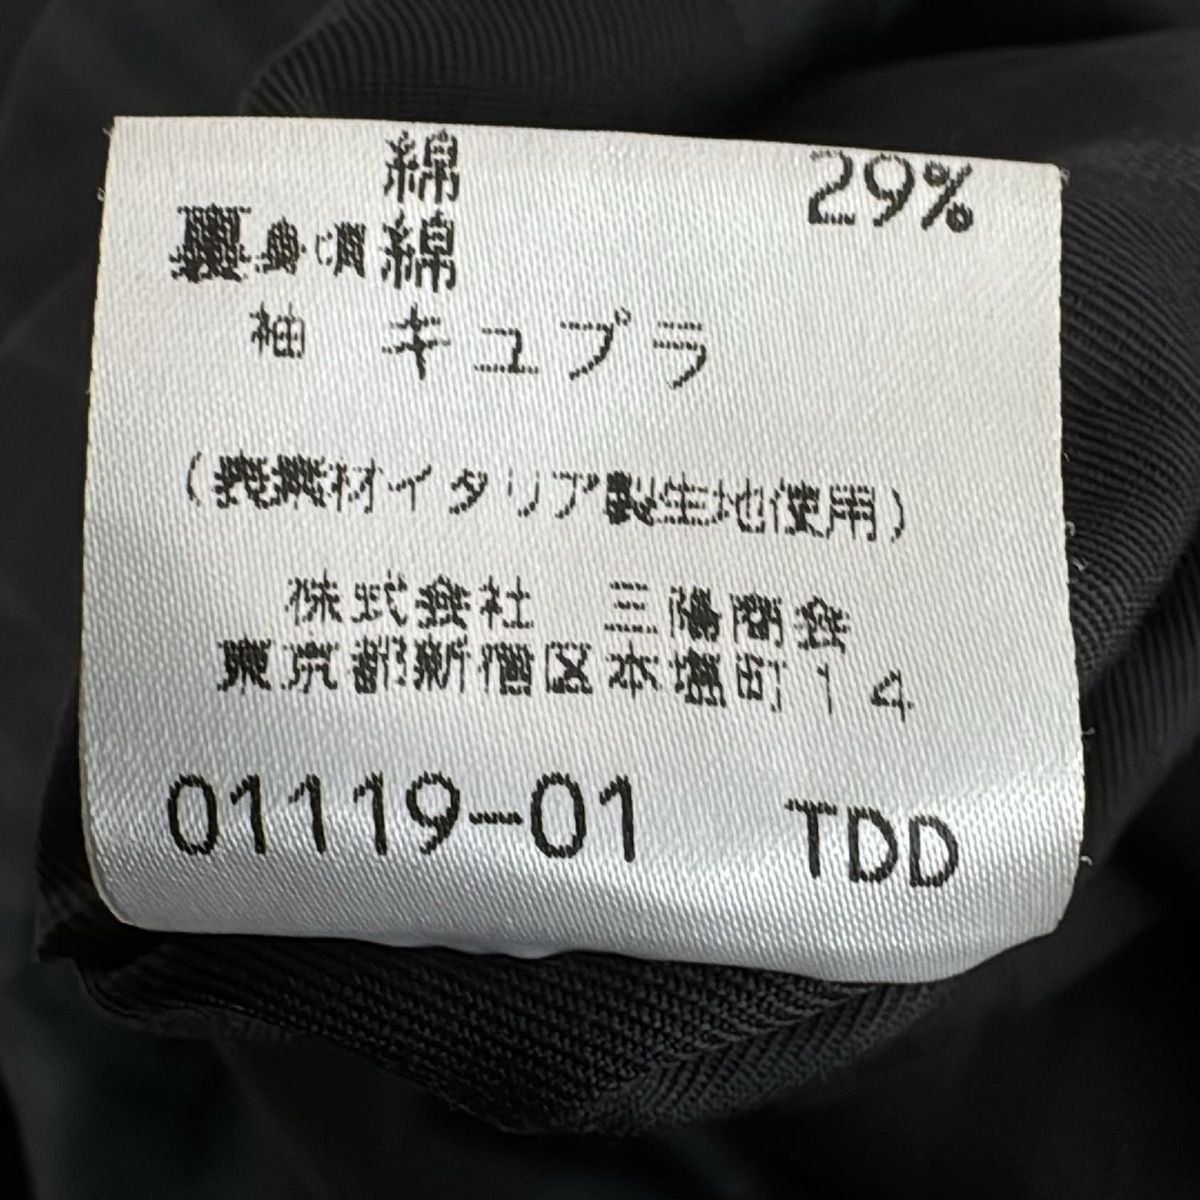 綿 29%
裏身頃綿
袖 キュプラ
(表素材イタリア製生地使用)
株式会社 三陽商会
東京都新宿区本塩町14
01119-01 TDD